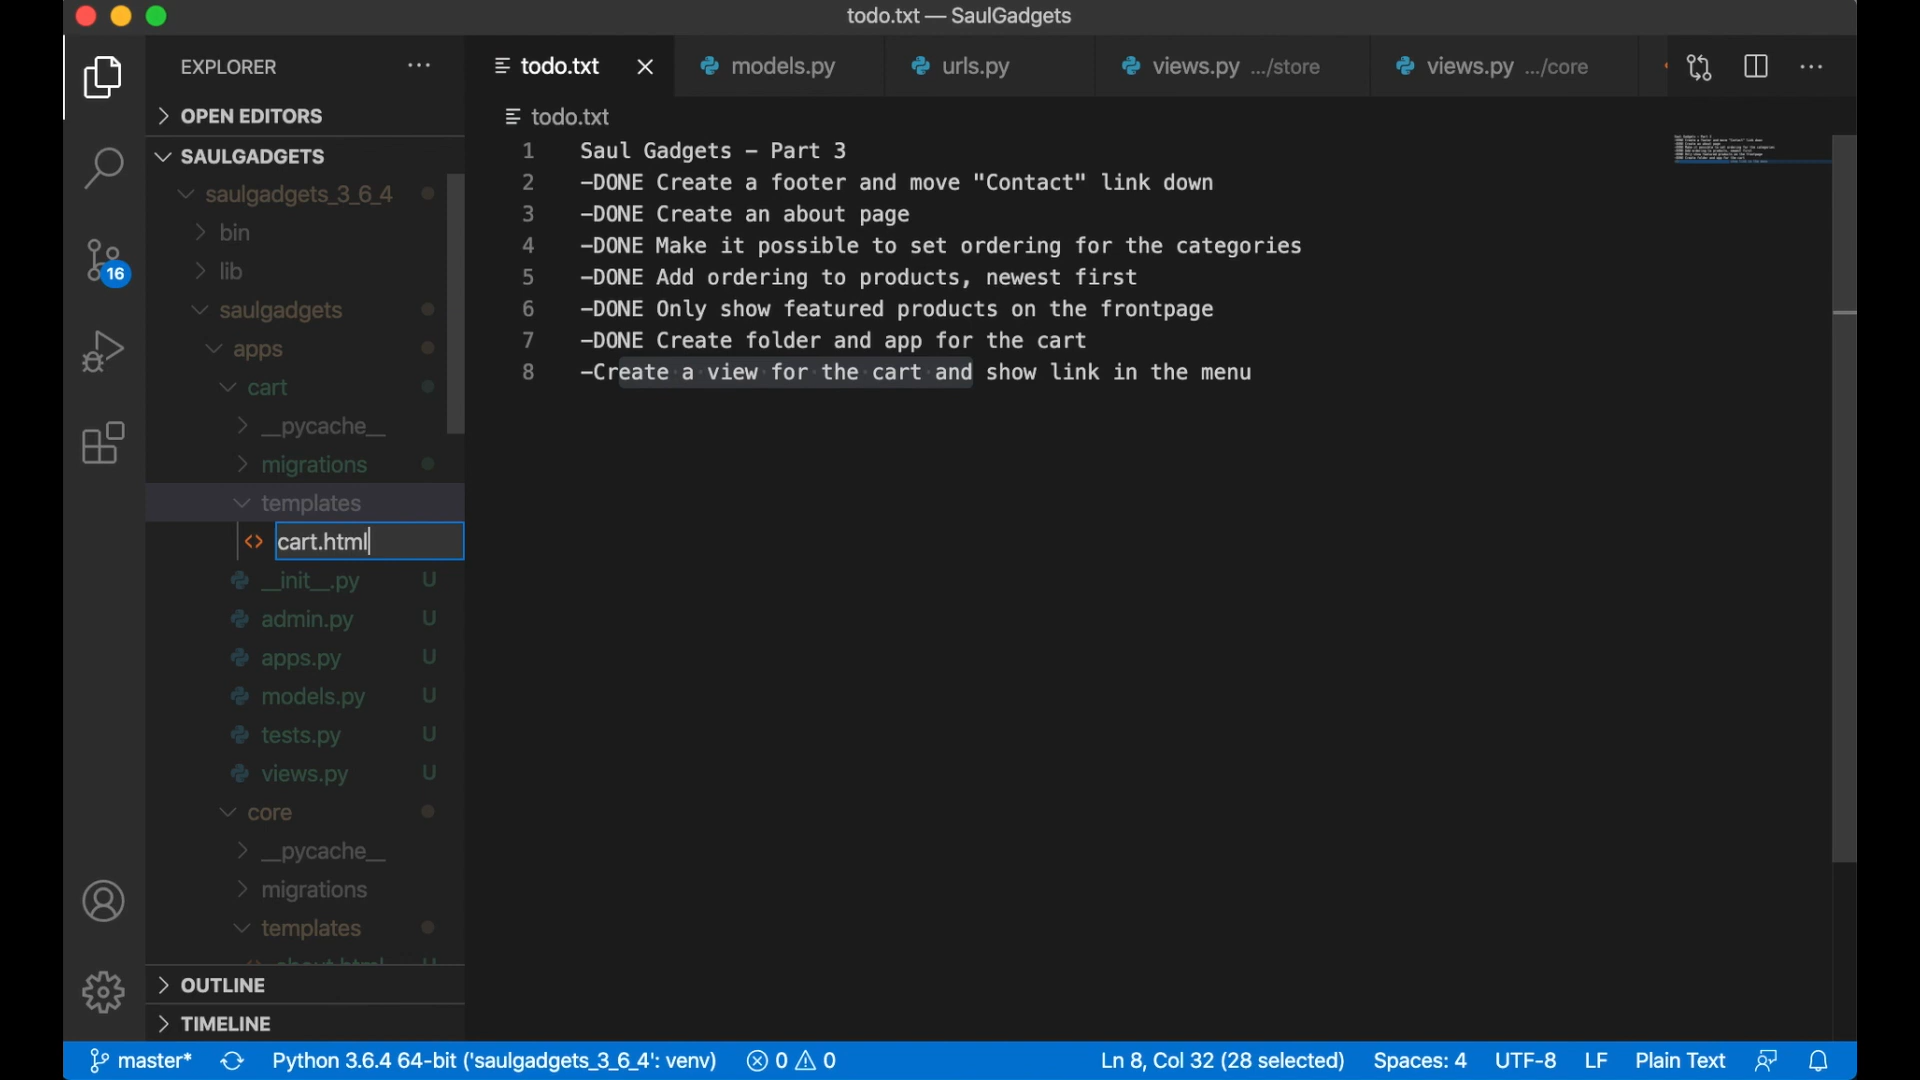 todo.txt — SaulGadgets
EXPLORER
OPEN EDITORS
SAULGADGETS
saulgadgets_3_6_4
bin
lib
saulgadgets
apps
cart
__pycache__
migrations
templates
cart.html
__init__.py U
admin.py U
apps.py U
models.py U
tests.py U
views.py U
core
__pycache__
migrations
templates
about.html U
OUTLINE
TIMELINE
16
todo.txt
models.py
urls.py
views.py .../store
views.py .../core
todo.txt
1 Saul Gadgets – Part 3
2 –DONE Create a footer and move "Contact" link down
3 –DONE Create an about page
4 –DONE Make it possible to set ordering for the categories
5 –DONE Add ordering to products, newest first
6 –DONE Only show featured products on the frontpage
7 –DONE Create folder and app for the cart
8 –Create a view for the cart and show link in the menu
master* Python 3.6.4 64-bit ('saulgadgets_3_6_4': venv) 0 0 Ln 8, Col 32 (28 selected) Spaces: 4 UTF-8 LF Plain Text